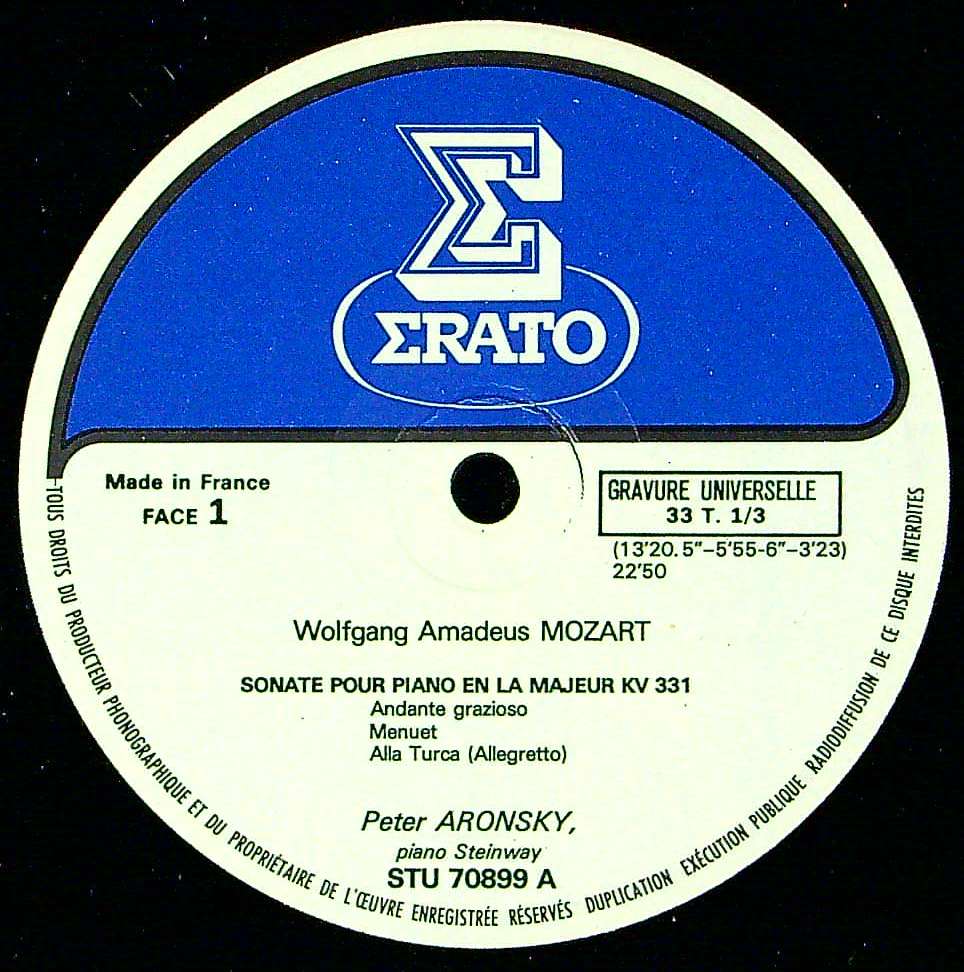 Σ
ΣRATO
Made in France
FACE 1
GRAVURE UNIVERSELLE
33 T. 1/3
(13'20. 5"–5'55-6"–3'23)
22'50
Wolfgang Amadeus MOZART
SONATE POUR PIANO EN LA MAJEUR KV 331
Andante grazioso
Menuet
Alla Turca (Allegretto)
Peter ARONSKY,
piano Steinway
STU 70899 A
TOUS DROITS DU PRODUCTEUR PHONOGRAPHIQUE ET DU PROPRIÉTAIRE DE L'ŒUVRE ENREGISTRÉE RÉSERVÉS DUPLICATION EXÉCUTION PUBLIQUE RADIODIFFUSION DE CE DISQUE INTERDITES